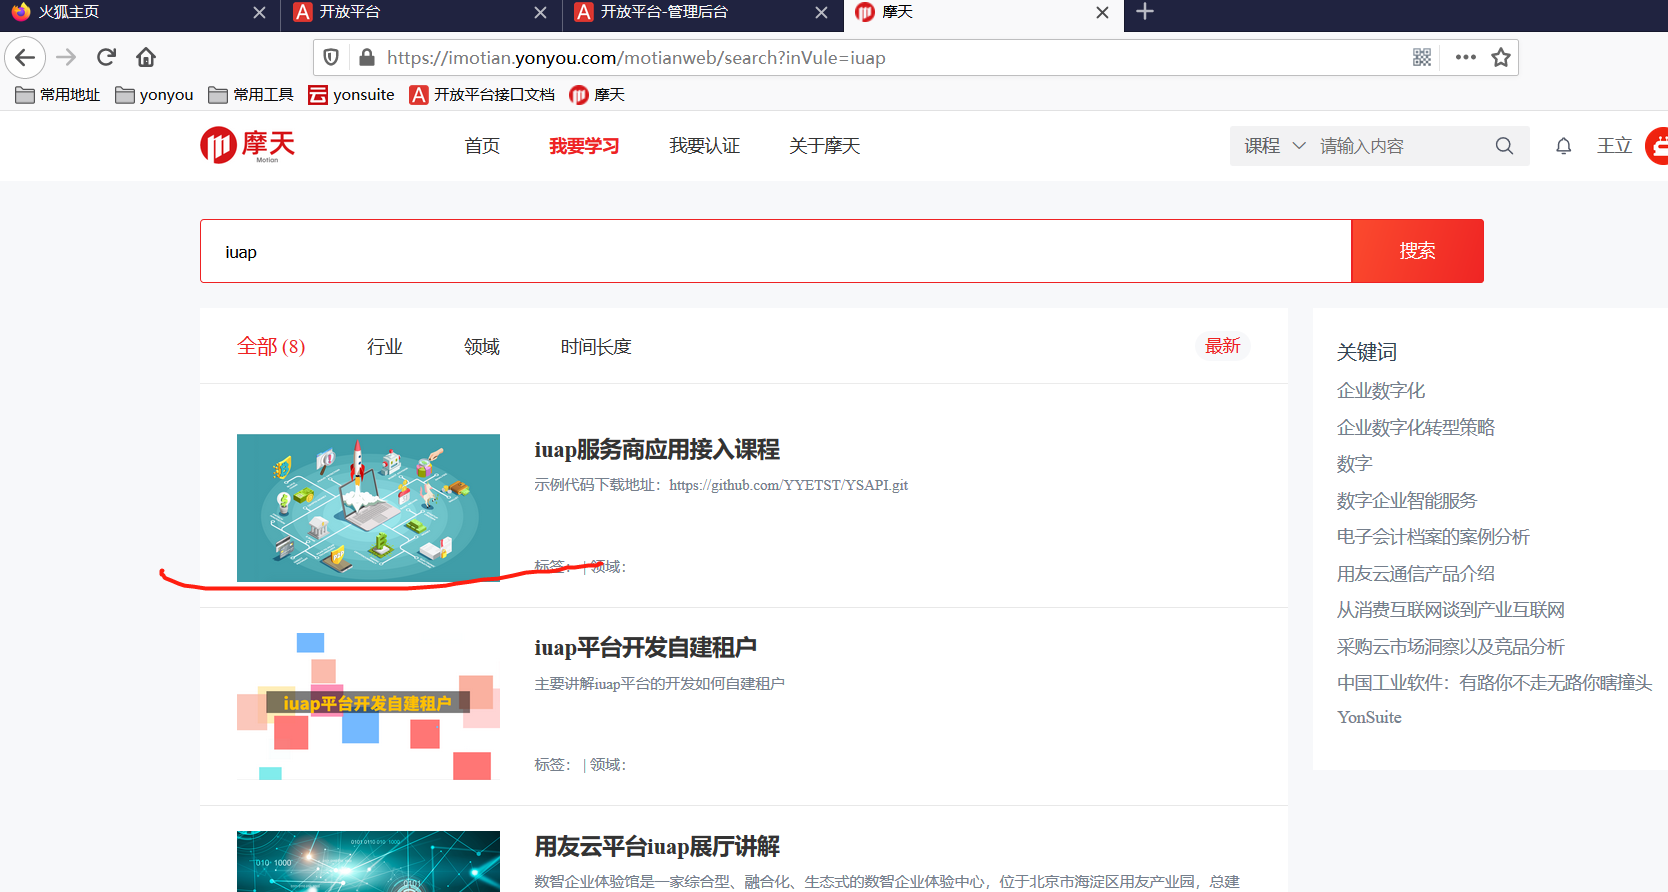 火狐主页
开放平台
开放平台-管理后台
摩天
https://imotian.yonyou.com/motianweb/search?inVule=iuap
常用地址 yonyou 常用工具 yonsuite 开放平台接口文档 摩天
摩天 Motian 首页 我要学习 我要认证 关于摩天 课程 请输入内容 王立
iuap 搜索
全部 (8) 行业 领域 时间长度 最新
iuap服务商应用接入课程
示例代码下载地址：https://github.com/YYETST/YSAPI.git
标签： | 领域：
iuap平台开发自建租户
iuap平台开发自建租户
主要讲解iuap平台的开发如何自建租户
标签： | 领域：
用友云平台iuap展厅讲解
数智企业体验馆是一家综合型、融合化、生态式的数智企业体验中心，位于北京市海淀区用友产业园，总建
关键词
企业数字化
企业数字化转型策略
数字
数字企业智能服务
电子会计档案的案例分析
用友云通信产品介绍
从消费互联网谈到产业互联网
采购云市场洞察以及竞品分析
中国工业软件：有路你不走无路你瞎撞头
YonSuite